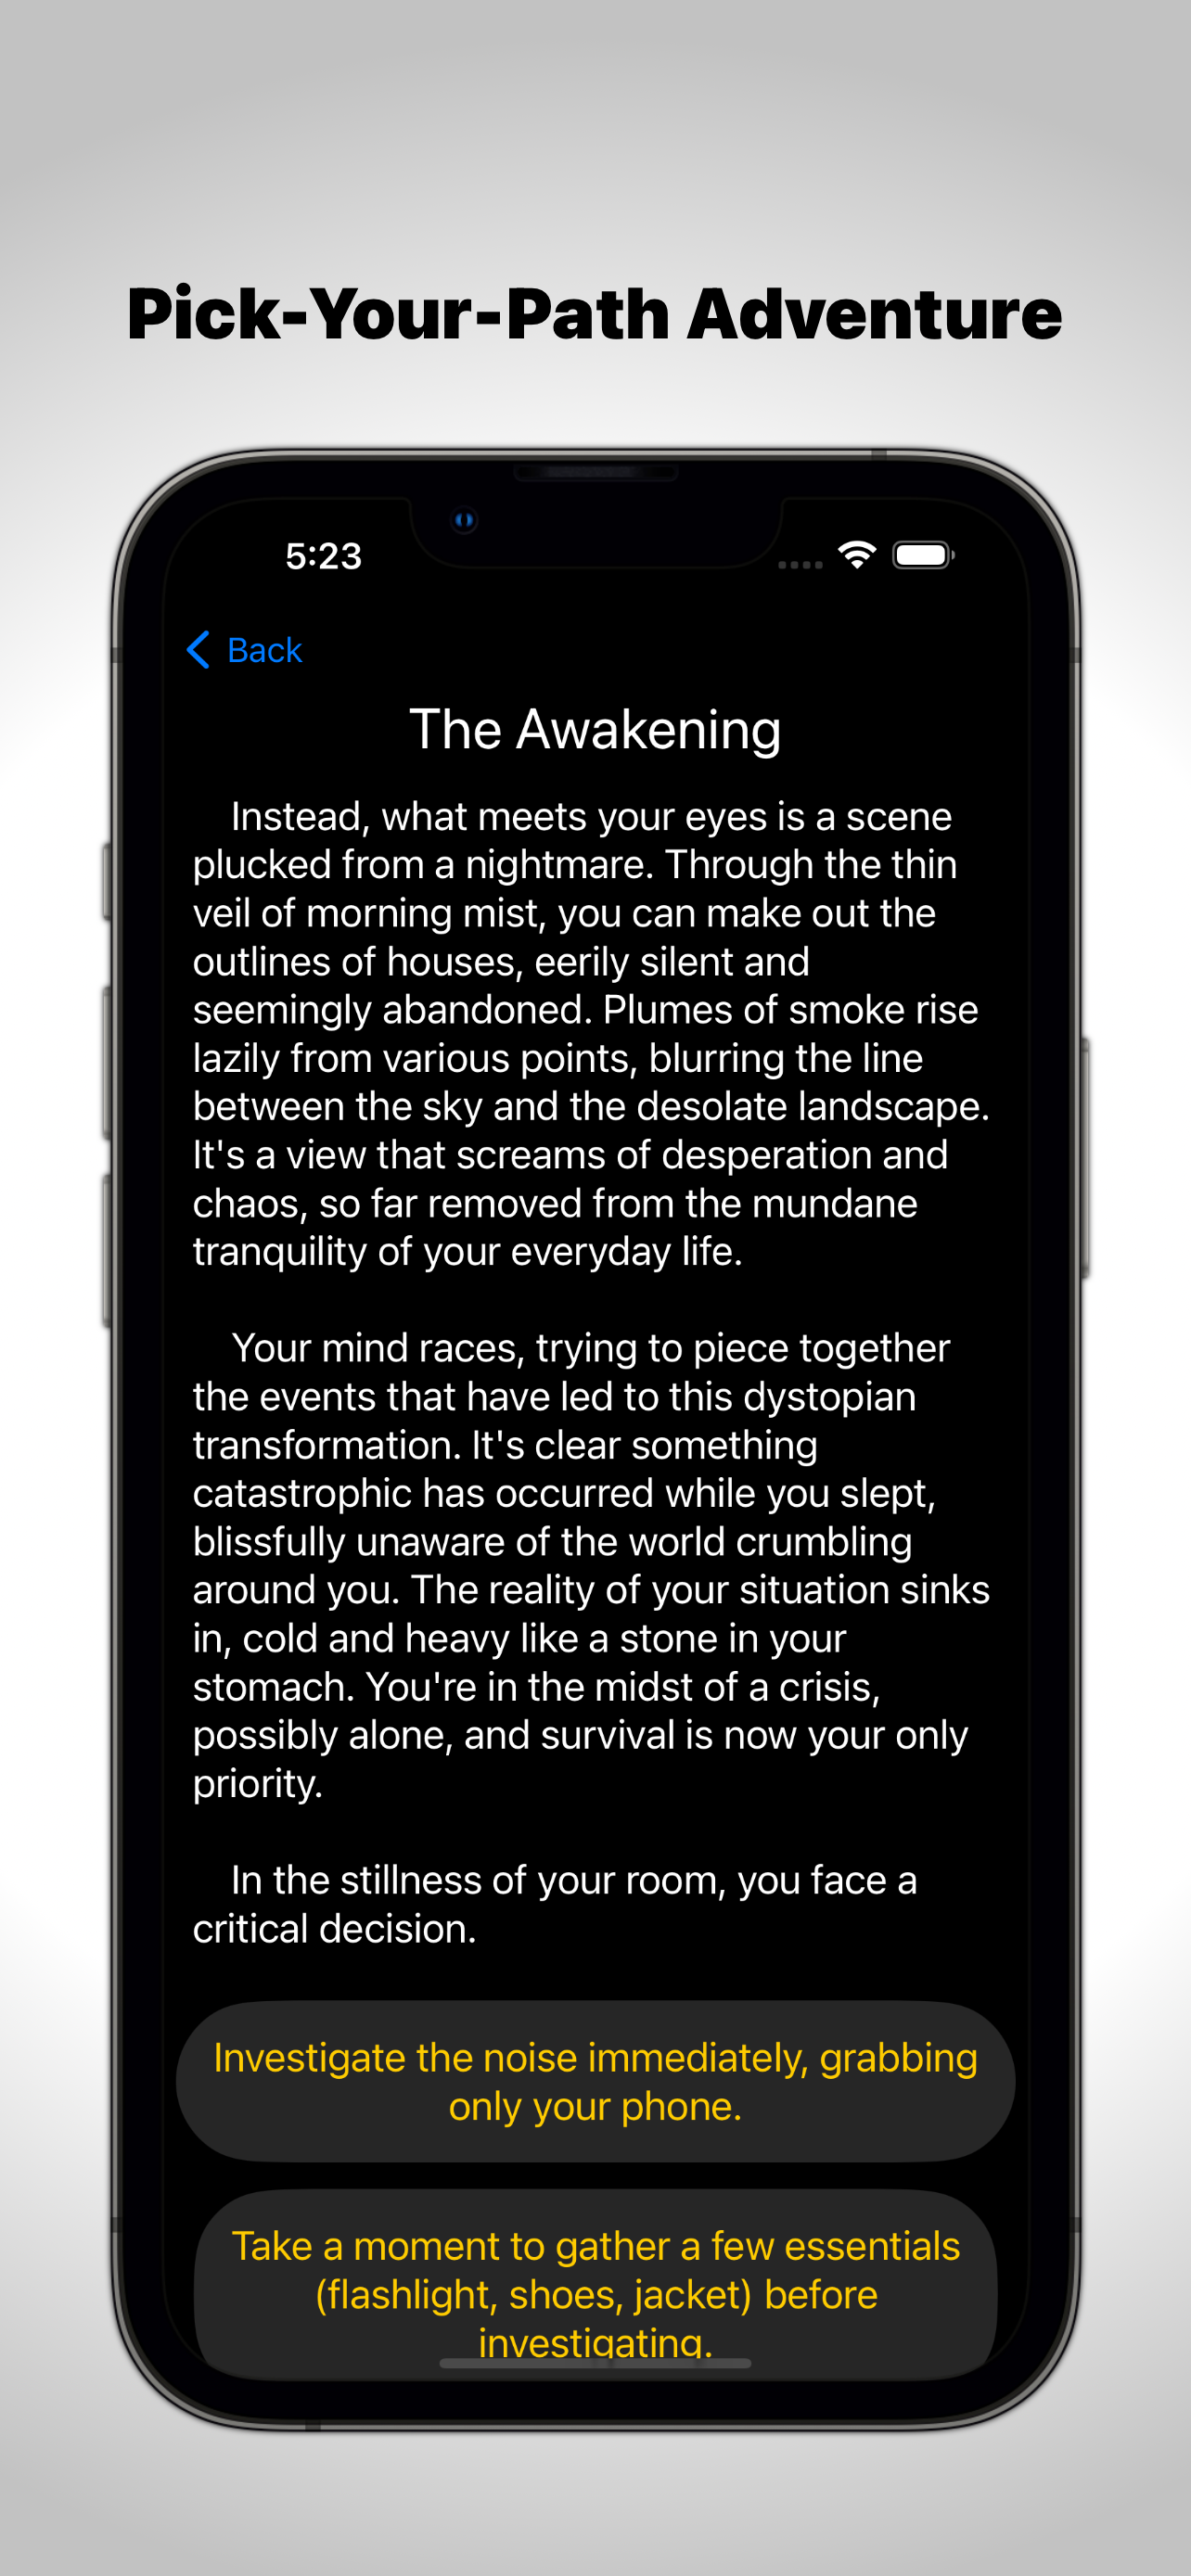 Pick-Your-Path Adventure
5:23
Back
The Awakening
Instead, what meets your eyes is a scene
plucked from a nightmare. Through the thin
veil of morning mist, you can make out the
outlines of houses, eerily silent and
seemingly abandoned. Plumes of smoke rise
lazily from various points, blurring the line
between the sky and the desolate landscape.
It's a view that screams of desperation and
chaos, so far removed from the mundane
tranquility of your everyday life.
Your mind races, trying to piece together
the events that have led to this dystopian
transformation. It's clear something
catastrophic has occurred while you slept,
blissfully unaware of the world crumbling
around you. The reality of your situation sinks
in, cold and heavy like a stone in your
stomach. You're in the midst of a crisis,
possibly alone, and survival is now your only
priority.
In the stillness of your room, you face a
critical decision.
Investigate the noise immediately, grabbing
only your phone.
Take a moment to gather a few essentials
(flashlight, shoes, jacket) before
investigating.